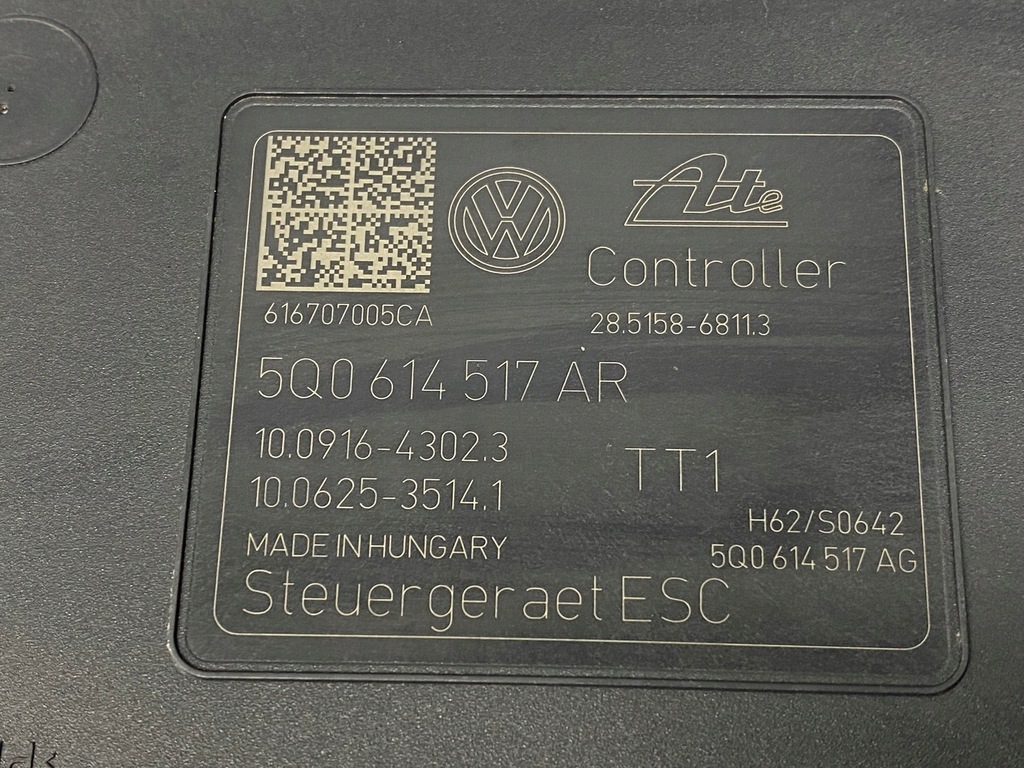 Ate
Controller
616707005CA
28.5158-6811.3
5Q0 614 517 AR
10.0916-4302.3
TT1
10.0625-3514.1
H62/S0642
MADE IN HUNGARY
5Q0 614 517 AG
Steuergeraet ESC